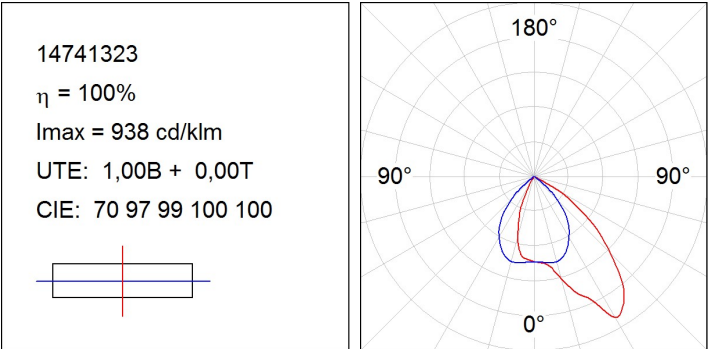 14741323
η = 100%
Imax = 938 cd/klm
UTE: 1,00B + 0,00T
CIE: 70 97 99 100 100
180°
90°
90°
0°